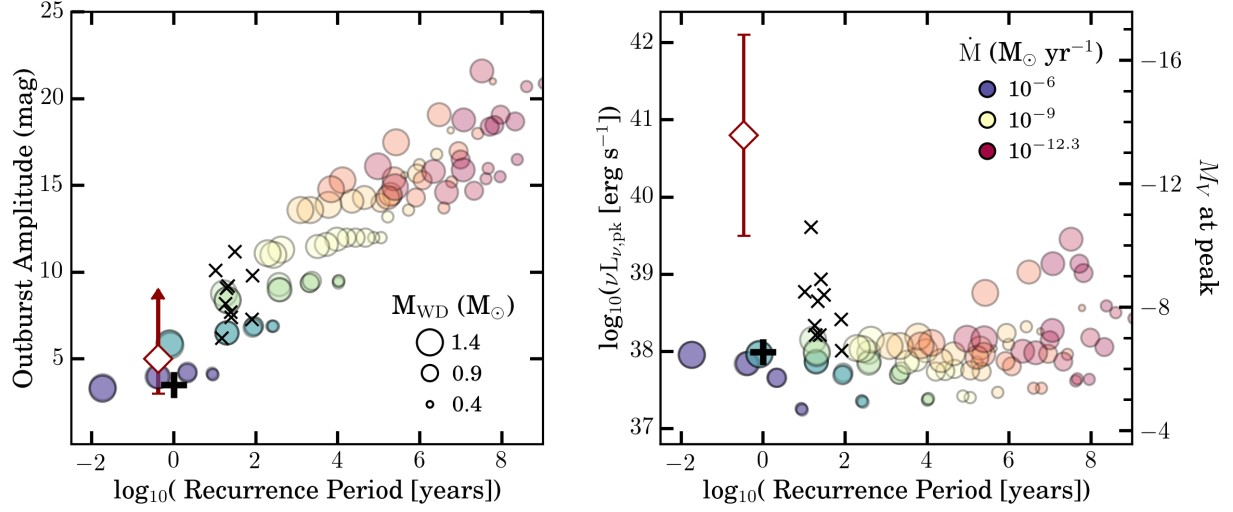 25
20
15
10
5
Outburst Amplitude (mag)
M_WD (M_⊙)
1.4
0.9
0.4
−2 0 2 4 6 8
log₁₀( Recurrence Period [years])
42
41
40
39
38
37
log₁₀(νL_ν,pk [erg s⁻¹])
Ṁ (M_⊙ yr⁻¹)
10⁻⁶
10⁻⁹
10⁻¹²·³
−16
−12
−8
−4
M_V at peak
−2 0 2 4 6 8
log₁₀( Recurrence Period [years])